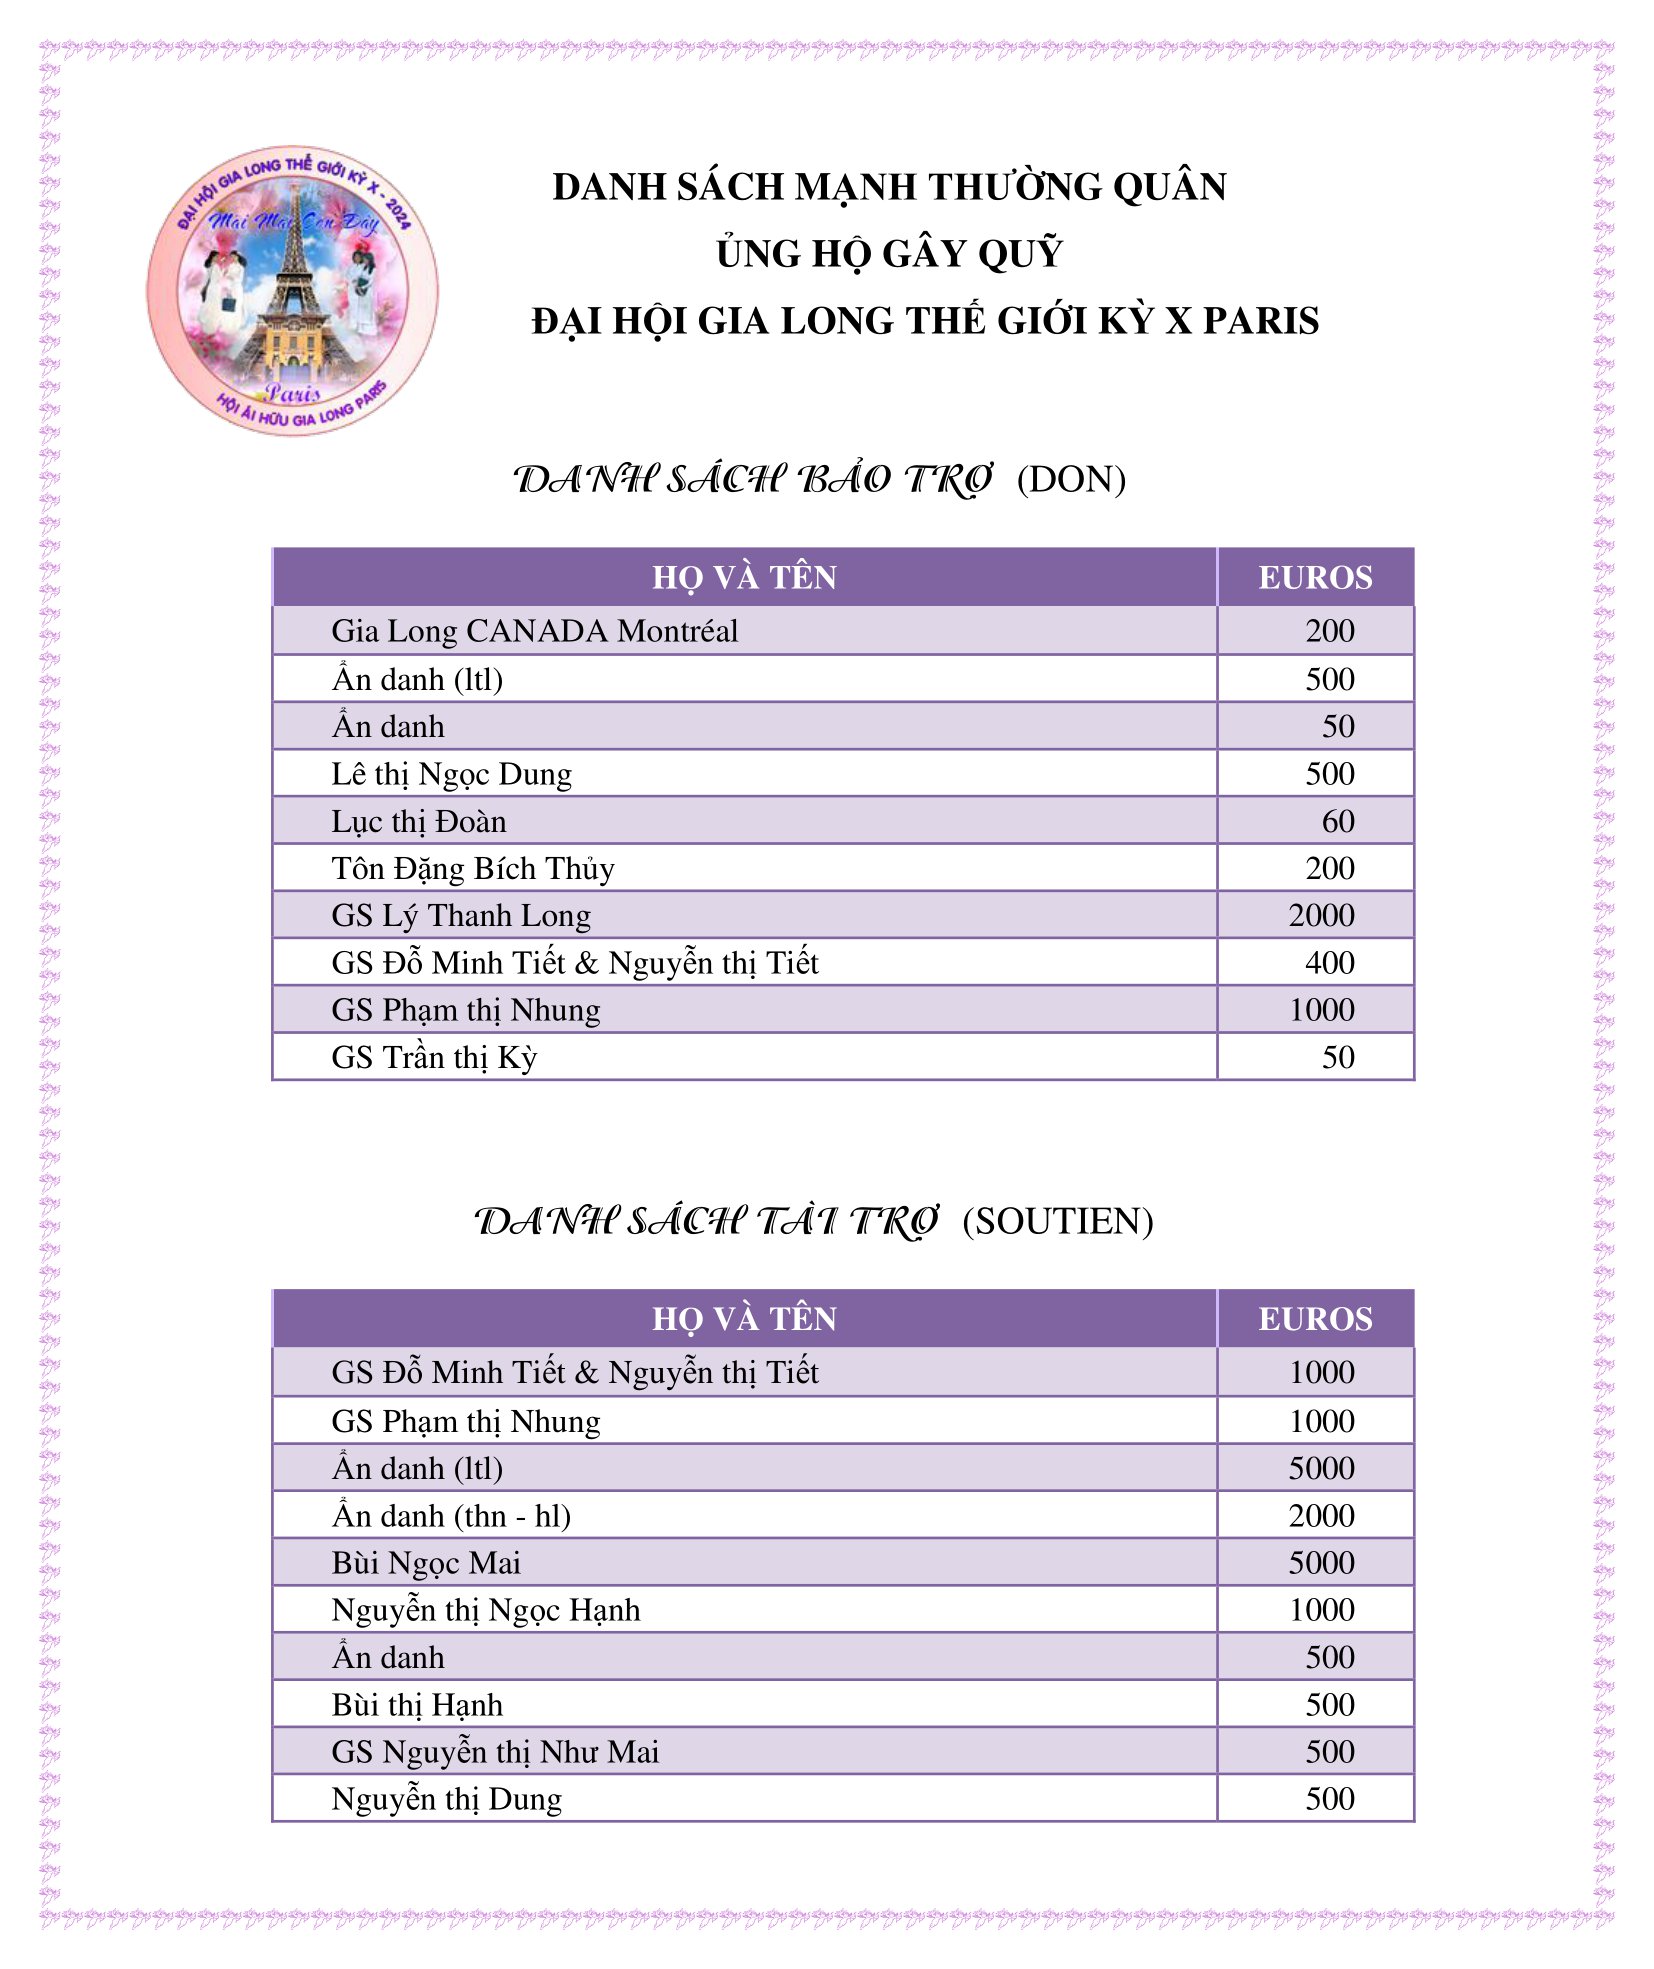 ĐẠI HỘI GIA LONG THẾ GIỚI KỲ X - 2024
Mai Mai Con Đây
Paris
HỘI ÁI HỮU GIA LONG PARIS
DANH SÁCH MẠNH THƯỜNG QUÂN
ỦNG HỘ GÂY QUỸ
ĐẠI HỘI GIA LONG THẾ GIỚI KỲ X PARIS
DANH SÁCH BẢO TRỢ (DON)
HỌ VÀ TÊN EUROS
Gia Long CANADA Montréal 200
Ẩn danh (ltl) 500
Ẩn danh 50
Lê thị Ngọc Dung 500
Lục thị Đoàn 60
Tôn Đặng Bích Thủy 200
GS Lý Thanh Long 2000
GS Đỗ Minh Tiết & Nguyễn thị Tiết 400
GS Phạm thị Nhung 1000
GS Trần thị Kỳ 50
DANH SÁCH TÀI TRỢ (SOUTIEN)
HỌ VÀ TÊN EUROS
GS Đỗ Minh Tiết & Nguyễn thị Tiết 1000
GS Phạm thị Nhung 1000
Ẩn danh (ltl) 5000
Ẩn danh (thn - hl) 2000
Bùi Ngọc Mai 5000
Nguyễn thị Ngọc Hạnh 1000
Ẩn danh 500
Bùi thị Hạnh 500
GS Nguyễn thị Như Mai 500
Nguyễn thị Dung 500